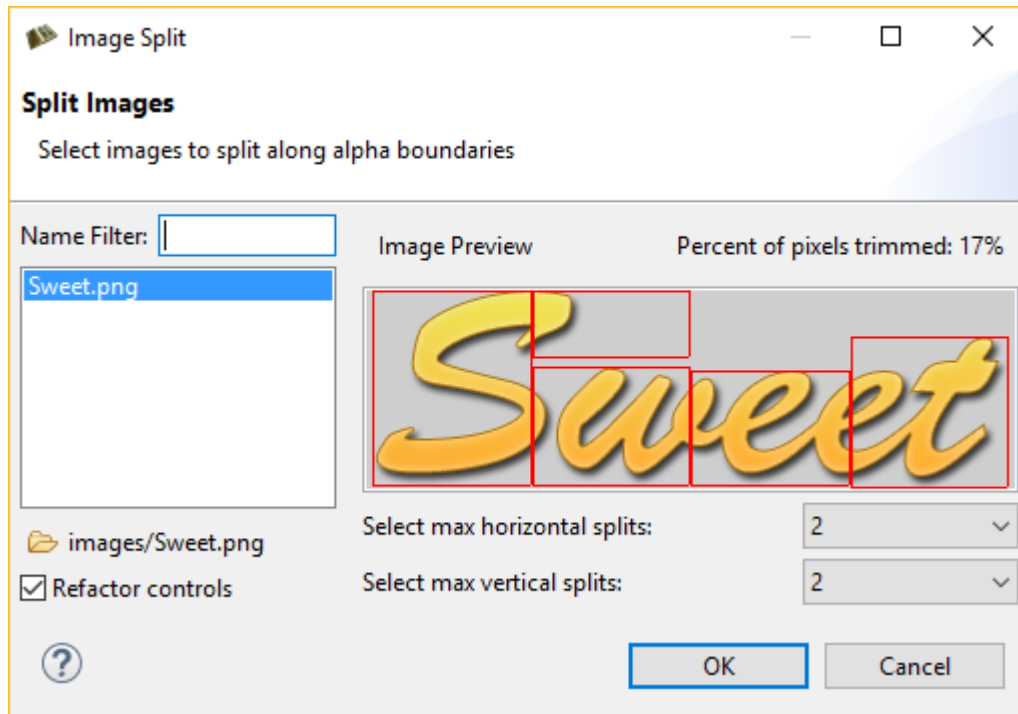 Image Split
Split Images
Select images to split along alpha boundaries
Name Filter:
Image Preview Percent of pixels trimmed: 17%
Sweet.png
Sweet
Select max horizontal splits: 2
images/Sweet.png
Select max vertical splits: 2
Refactor controls
? OK Cancel